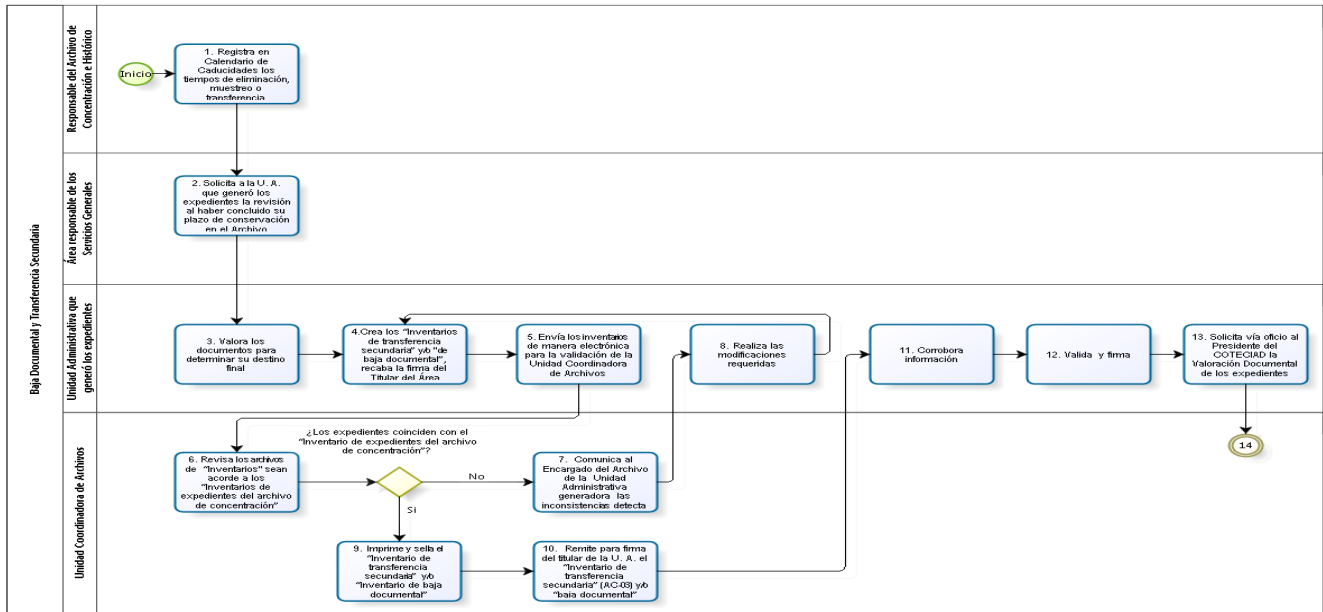 Baja Documental y Transferencia Secundaria
Responsable del Archivo de
Concentración e Histórico
Inicio
1. Registra en
Calendario de
Caducidades los
tiempos de eliminación,
muestreo o
transferencia
Área responsable de los
Servicios Generales
2. Solicita a la U. A.
que generó los
expedientes la revisión
al haber concluido su
plazo de conservación
en el Archivo
Unidad Administrativa que
generó los expedientes
3. Valora los
documentos para
determinar su destino
final
4.Crea los "Inventarios
de transferencia
secundaria" y/o "de
baja documental",
recaba la firma del
Titular del Área
5. Envía los inventarios
de manera electrónica
para la validación de la
Unidad Coordinadora
de Archivos
8. Realiza las
modificaciones
requeridas
11. Corrobora
información
12. Valida y firma
13. Solicita vía oficio al
Presidente del
COTECIAD la
Valoración Documental
de los expedientes
14
Unidad Coordinadora de Archivos
6. Revisa los archivos
de "Inventarios" sean
acorde a los
"Inventarios de
expedientes del archivo
de concentración"
¿Los expedientes coinciden con el
"Inventario de expedientes del archivo
de concentración"?
No
Si
7. Comunica al
Encargado del Archivo
de la Unidad
Administrativa
generadora las
inconsistencias detecta
9. Imprime y sella el
"Inventario de
transferencia
secundaria" y/o
"Inventario de baja
documental"
10. Remite para firma
del titular de la U. A. el
"Inventario de
transferencia
secundaria" (AC-03) y/o
"baja documental"